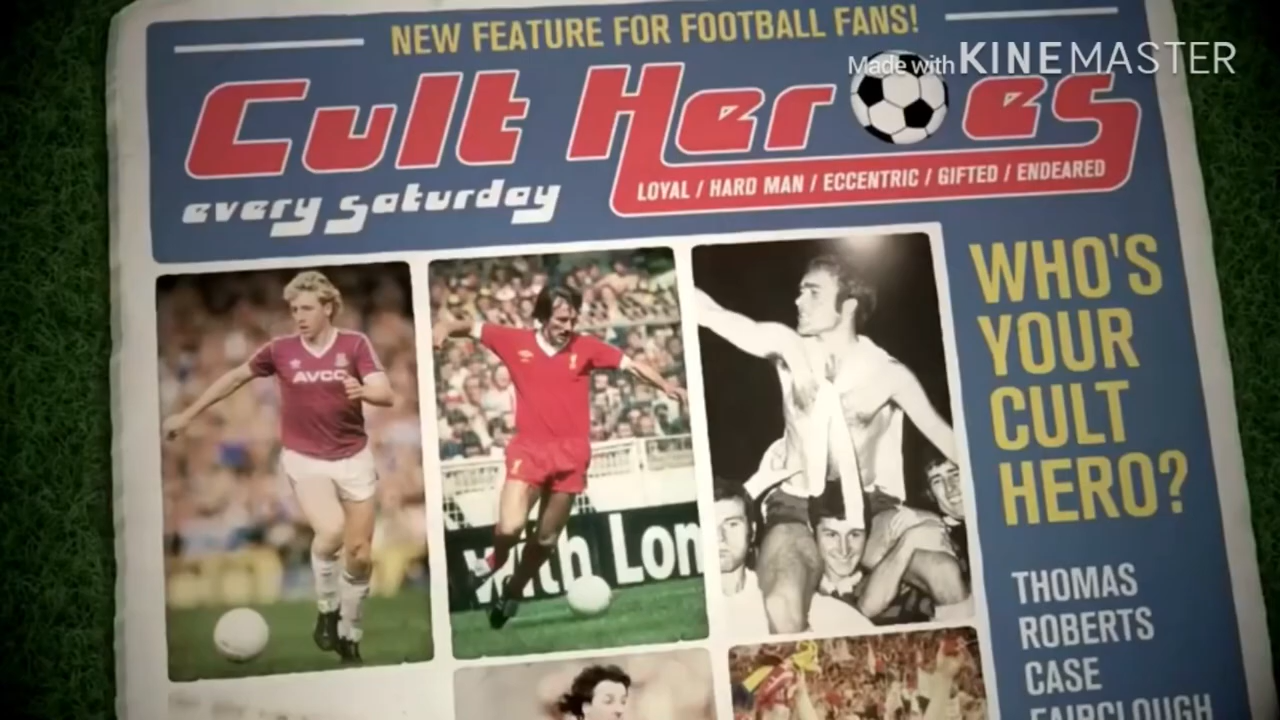 NEW FEATURE FOR FOOTBALL FANS!
Made with KINEMASTER
Cult Heroes
LOYAL / HARD MAN / ECCENTRIC / GIFTED / ENDEARED
every saturday
AVCO
with Lon
WHO'S
YOUR
CULT
HERO?
THOMAS
ROBERTS
CASE
FAIRCLOUGH